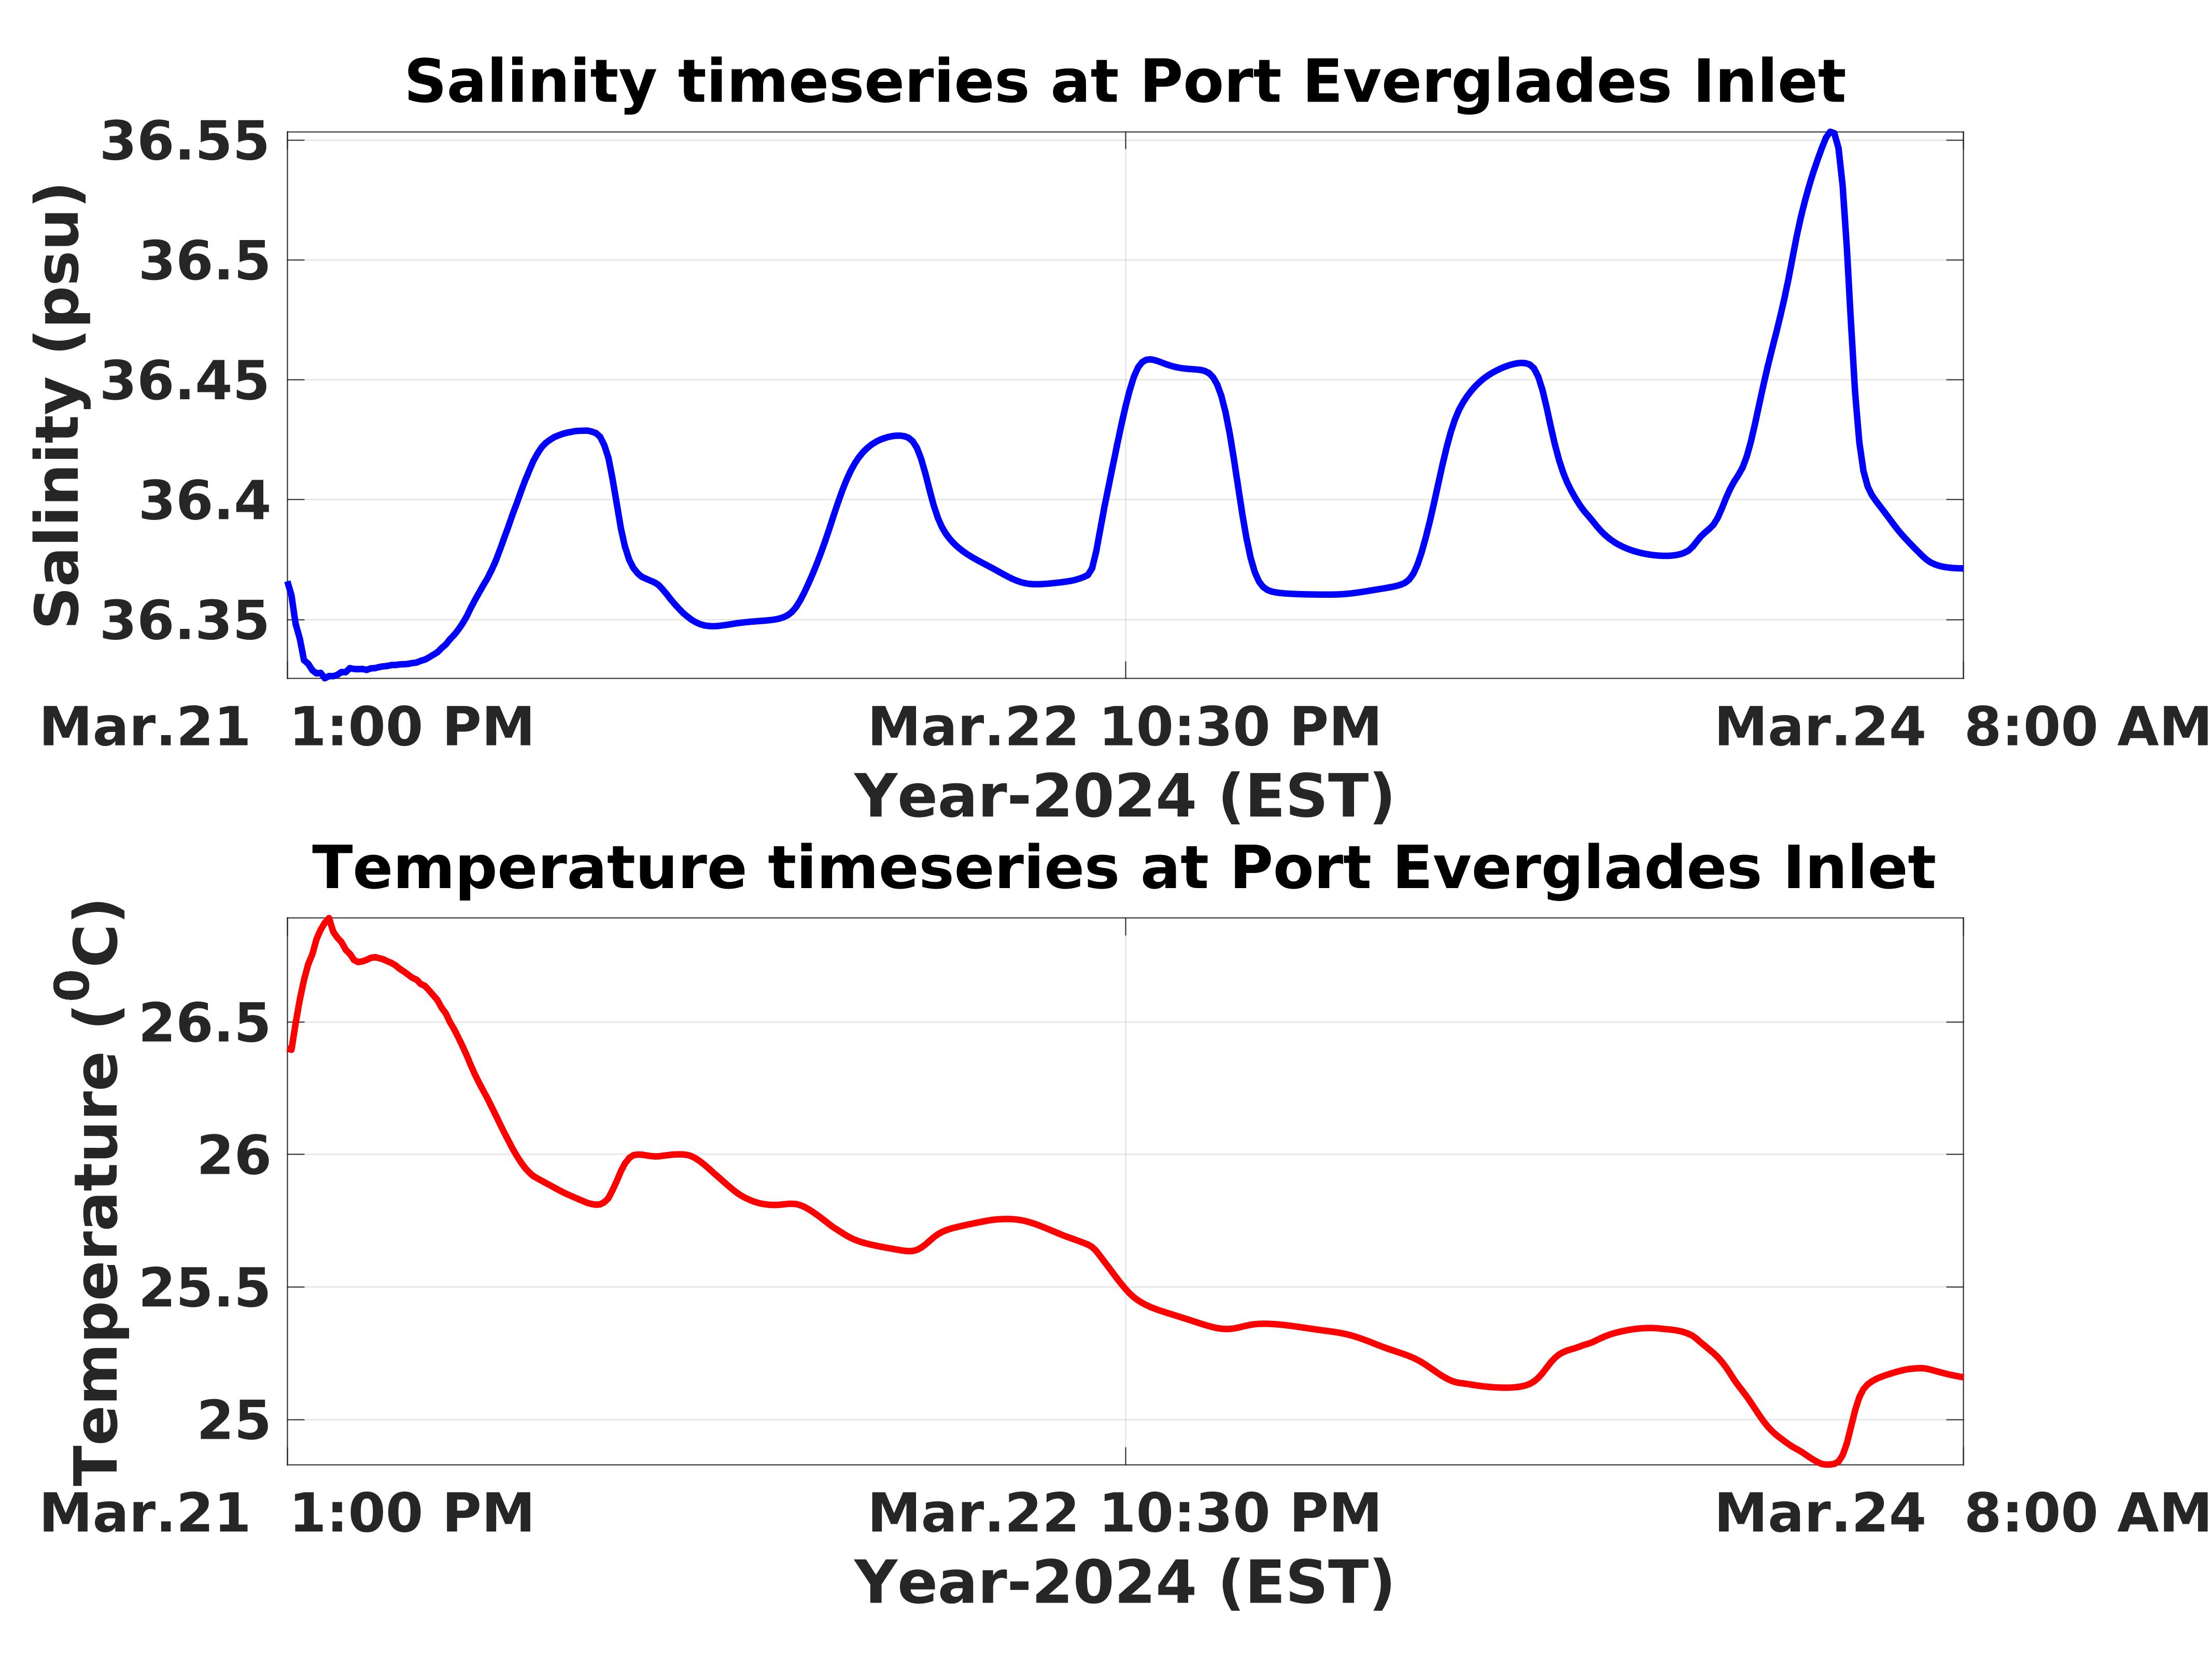 Salinity timeseries at Port Everglades Inlet
Salinity (psu)
36.55
36.5
36.45
36.4
36.35
Mar.21  1:00 PM
Mar.22 10:30 PM
Mar.24  8:00 AM
Year-2024 (EST)
Temperature timeseries at Port Everglades Inlet
Temperature (⁰C)
26.5
26
25.5
25
Mar.21  1:00 PM
Mar.22 10:30 PM
Mar.24  8:00 AM
Year-2024 (EST)